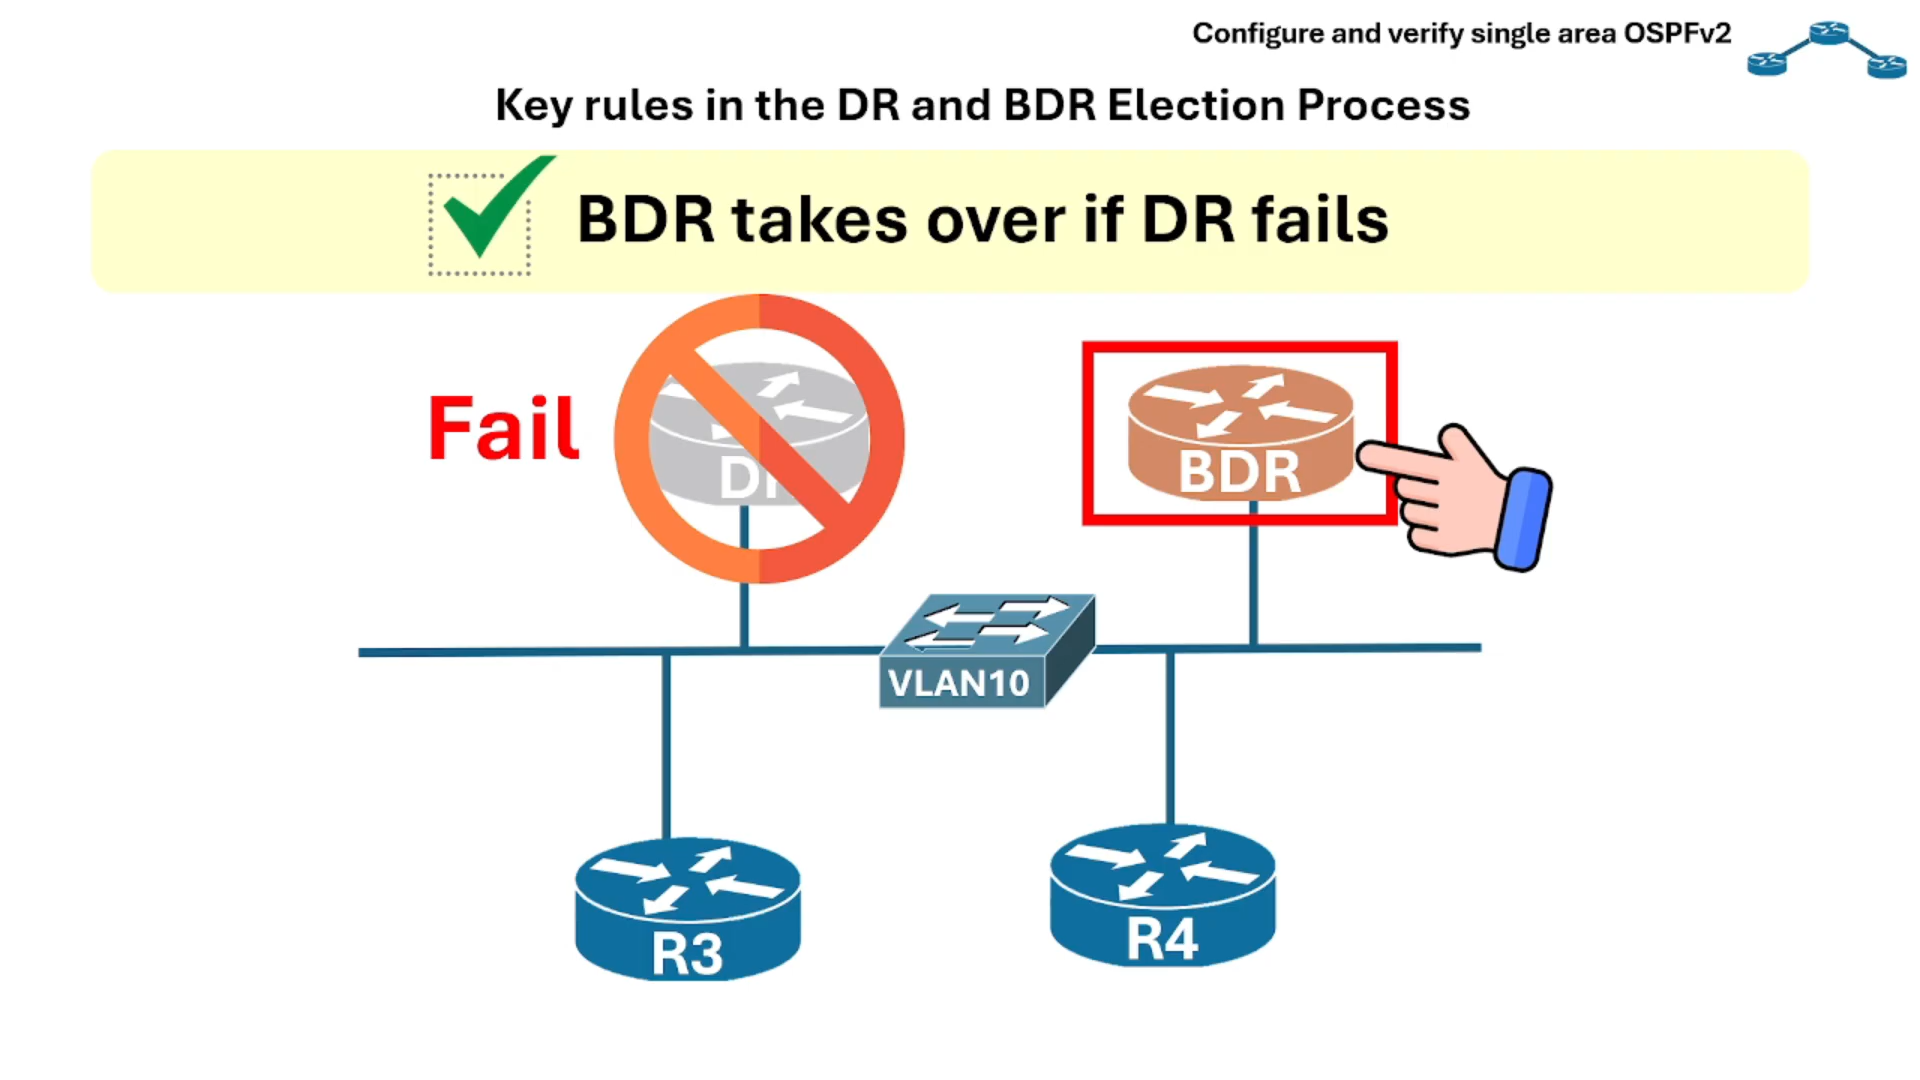 Configure and verify single area OSPFv2
Key rules in the DR and BDR Election Process
BDR takes over if DR fails
Fail
BDR
VLAN10
R3
R4